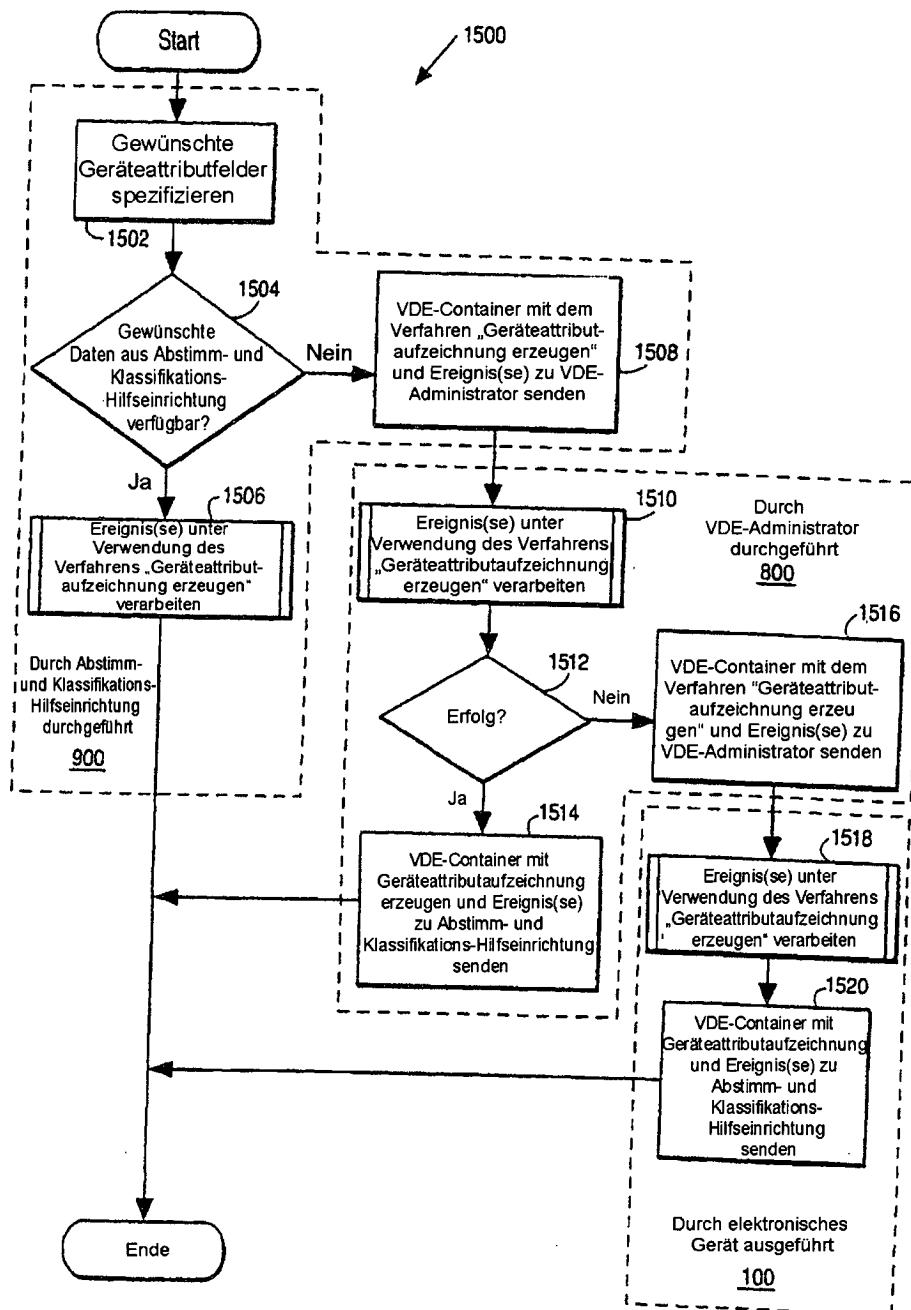 Start
1500
Gewünschte
Geräteattributfelder
spezifizieren
1502
1504
Gewünschte
Daten aus Abstimm- und
Klassifikations-
Hilfseinrichtung
verfügbar?
Nein
VDE-Container mit dem
Verfahren „Geräteattribut-
aufzeichnung erzeugen“
und Ereignis(se) zu VDE-
Administrator senden
1508
Ja
1506
Ereignis(se) unter
Verwendung des
Verfahrens „Geräteattribut-
aufzeichnung erzeugen“
verarbeiten
Durch Abstimm-
und Klassifikations-
Hilfseinrichtung
durchgeführt
900
1510
Ereignis(se) unter
Verwendung des Verfahrens
„Geräteattributaufzeichnung
erzeugen“ verarbeiten
Durch
VDE-Administrator
durchgeführt
800
1512
Erfolg?
Nein
1516
VDE-Container mit dem
Verfahren "Geräteattribut-
aufzeichnung erzeu
gen“ und Ereignis(se) zu
VDE-Administrator senden
Ja
1514
VDE-Container mit
Geräteattributaufzeichnung
erzeugen und Ereignis(se)
zu Abstimm- und
Klassifikations-Hilfseinrichtung
senden
1518
Ereignis(se) unter
Verwendung des Verfahrens
„Geräteattributaufzeichnung
erzeugen“ verarbeiten
1520
VDE-Container mit
Geräteattributaufzeichnung
und Ereignis(se) zu
Abstimm- und
Klassifikations-
Hilfseinrichtung
senden
Durch elektronisches
Gerät ausgeführt
100
Ende